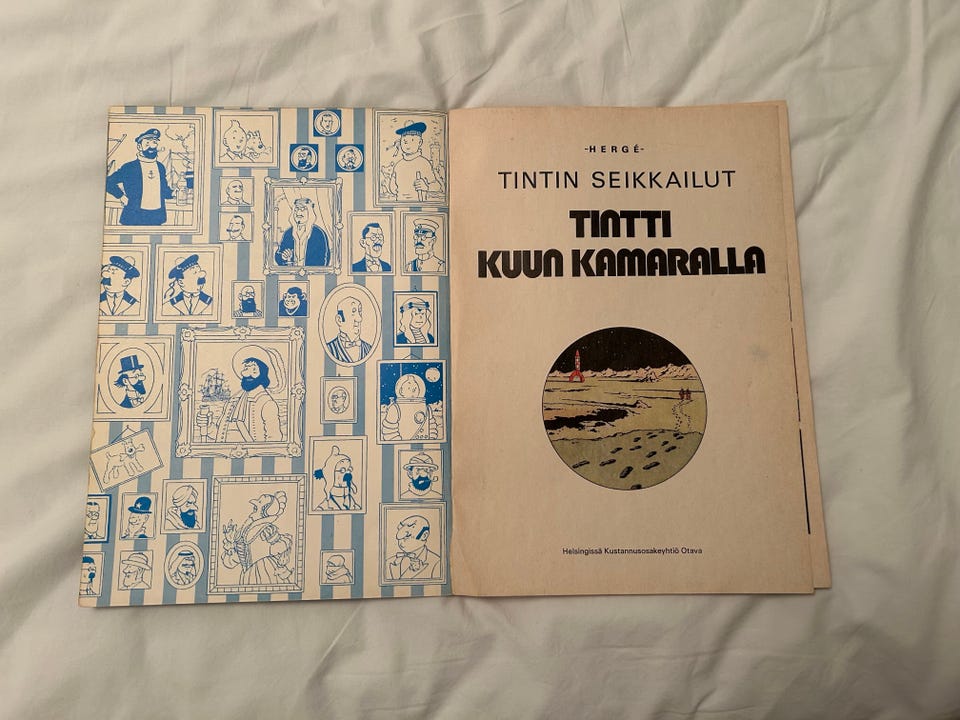 -HERGÉ-
TINTIN SEIKKAILUT
TINTTI
KUUN KAMARALLA
Helsingissä Kustannusosakeyhtiö Otava